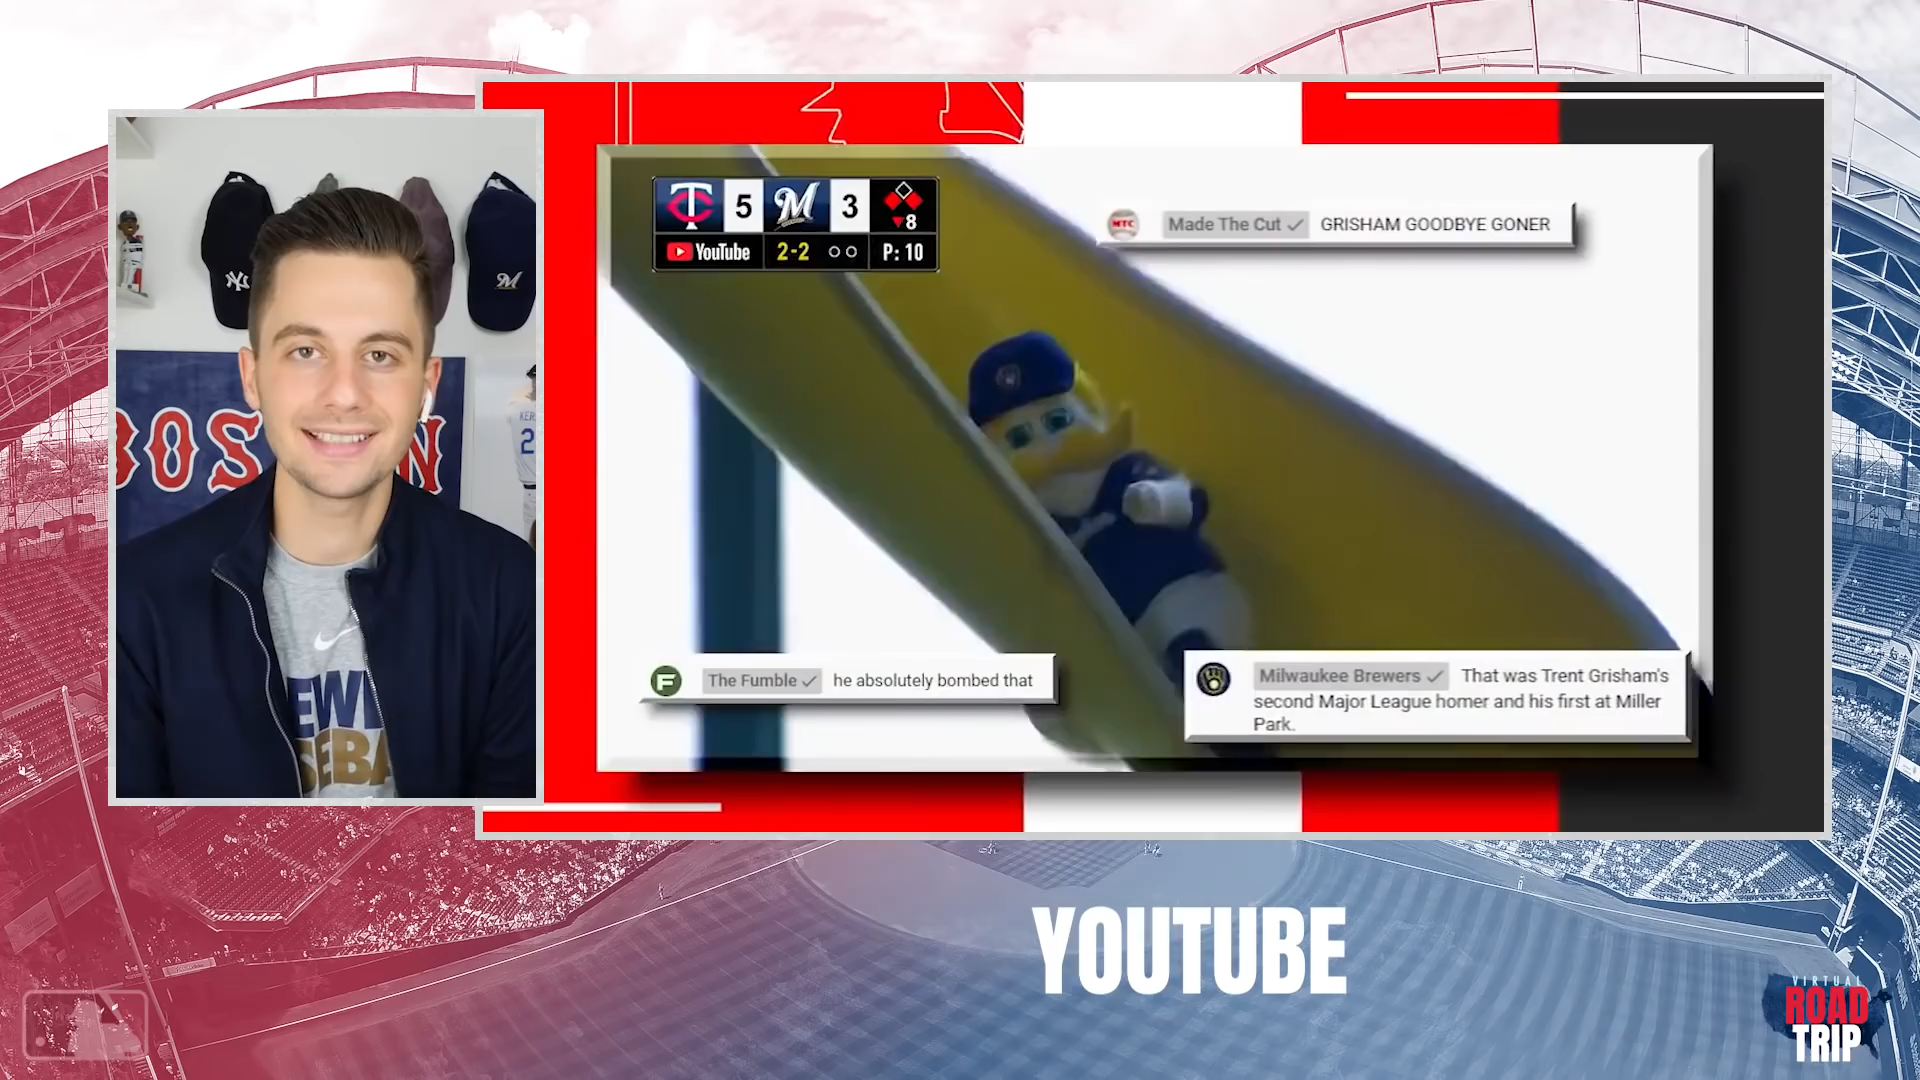 5
3
8
YouTube
2-2
P: 10
MTC
Made The Cut
GRISHAM GOODBYE GONER
The Fumble
he absolutely bombed that
Milwaukee Brewers
That was Trent Grisham's
second Major League homer and his first at Miller
Park.
YOUTUBE
VIRTUAL
ROAD
TRIP